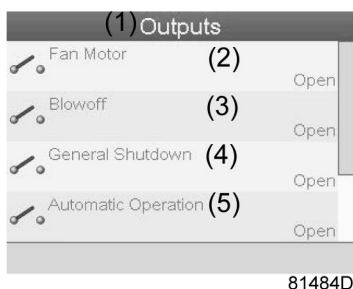 (1) Outputs
Fan Motor (2)
Open
Blowoff (3)
Open
General Shutdown (4)
Open
Automatic Operation (5)
Open
81484D